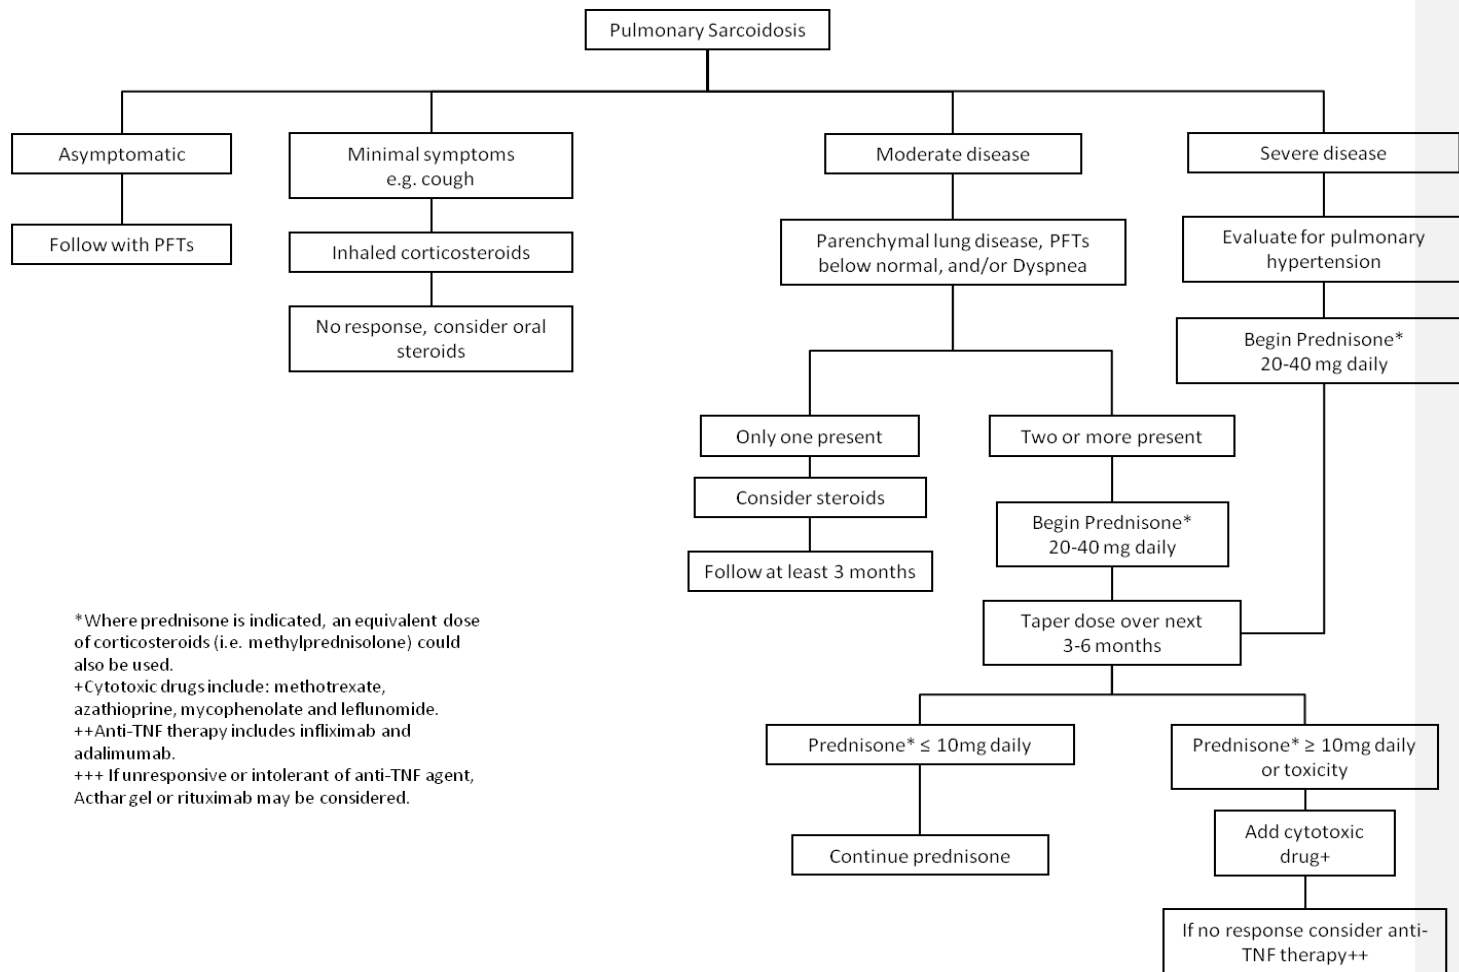 Pulmonary Sarcoidosis
Asymptomatic
Follow with PFTs
Minimal symptoms
e.g. cough
Inhaled corticosteroids
No response, consider oral
steroids
Moderate disease
Parenchymal lung disease, PFTs
below normal, and/or Dyspnea
Only one present
Consider steroids
Follow at least 3 months
Two or more present
Begin Prednisone*
20-40 mg daily
Severe disease
Evaluate for pulmonary
hypertension
Begin Prednisone*
20-40 mg daily
Taper dose over next
3-6 months
Prednisone* ≤ 10mg daily
Continue prednisone
Prednisone* ≥ 10mg daily
or toxicity
Add cytotoxic
drug+
If no response consider anti-
TNF therapy++
*Where prednisone is indicated, an equivalent dose
of corticosteroids (i.e. methylprednisolone) could
also be used.
+Cytotoxic drugs include: methotrexate,
azathioprine, mycophenolate and leflunomide.
++Anti-TNF therapy includes infliximab and
adalimumab.
+++ If unresponsive or intolerant of anti-TNF agent,
Acthar gel or rituximab may be considered.